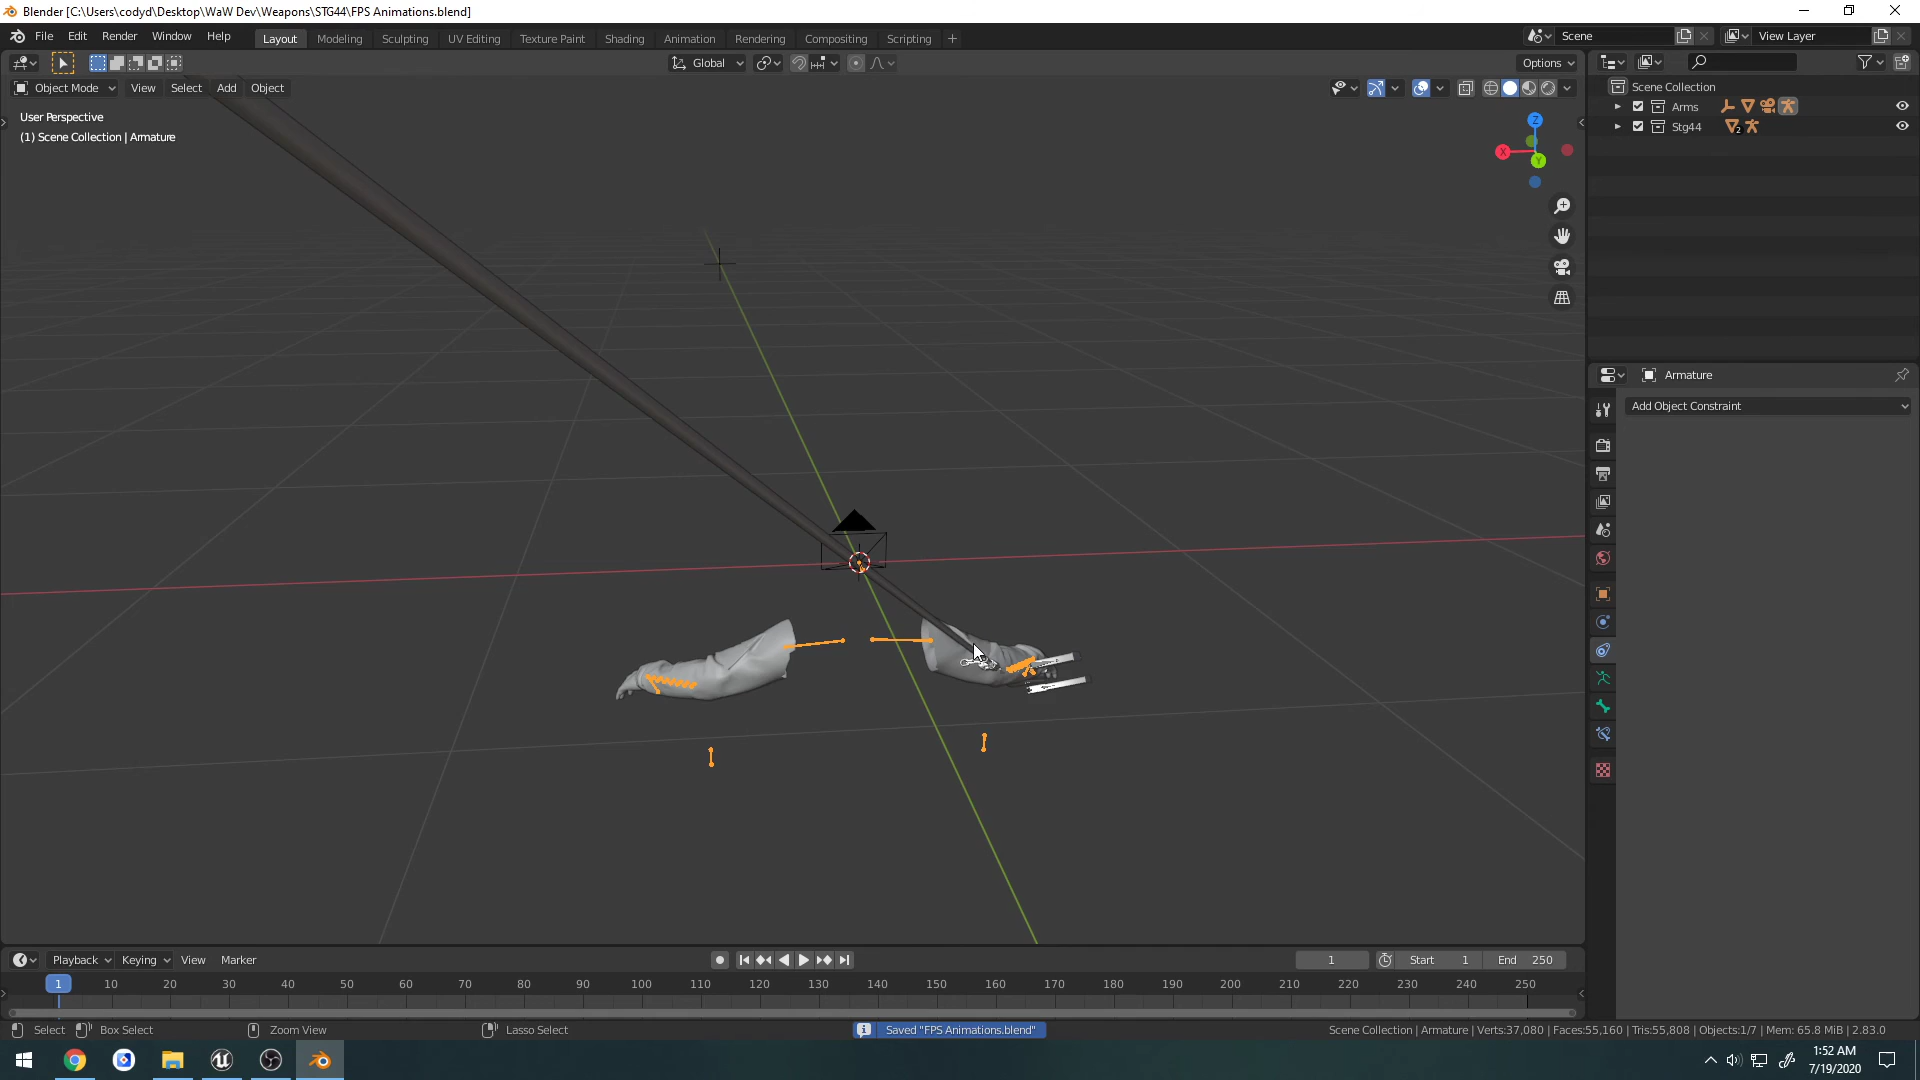 Blender [C:\Users\codyd\Desktop\WaW Dev\Weapons\STG44\FPS Animations.blend]
File Edit Render Window Help
Layout Modeling Sculpting UV Editing Texture Paint Shading Animation Rendering Compositing Scripting +
Scene
View Layer
Global
Options
Object Mode View Select Add Object
User Perspective
(1) Scene Collection | Armature
Z
X
Y
Scene Collection
Arms
Stg44
2
Armature
Add Object Constraint
Playback Keying View Marker
1
Start 1
End 250
1 10 20 30 40 50 60 70 80 90 100 110 120 130 140 150 160 170 180 190 200 210 220 230 240 250
Select Box Select Zoom View Lasso Select
Saved "FPS Animations.blend"
Scene Collection | Armature | Verts:37,080 | Faces:55,160 | Tris:55,808 | Objects:1/7 | Mem: 65.8 MiB | 2.83.0
1:52 AM
7/19/2020